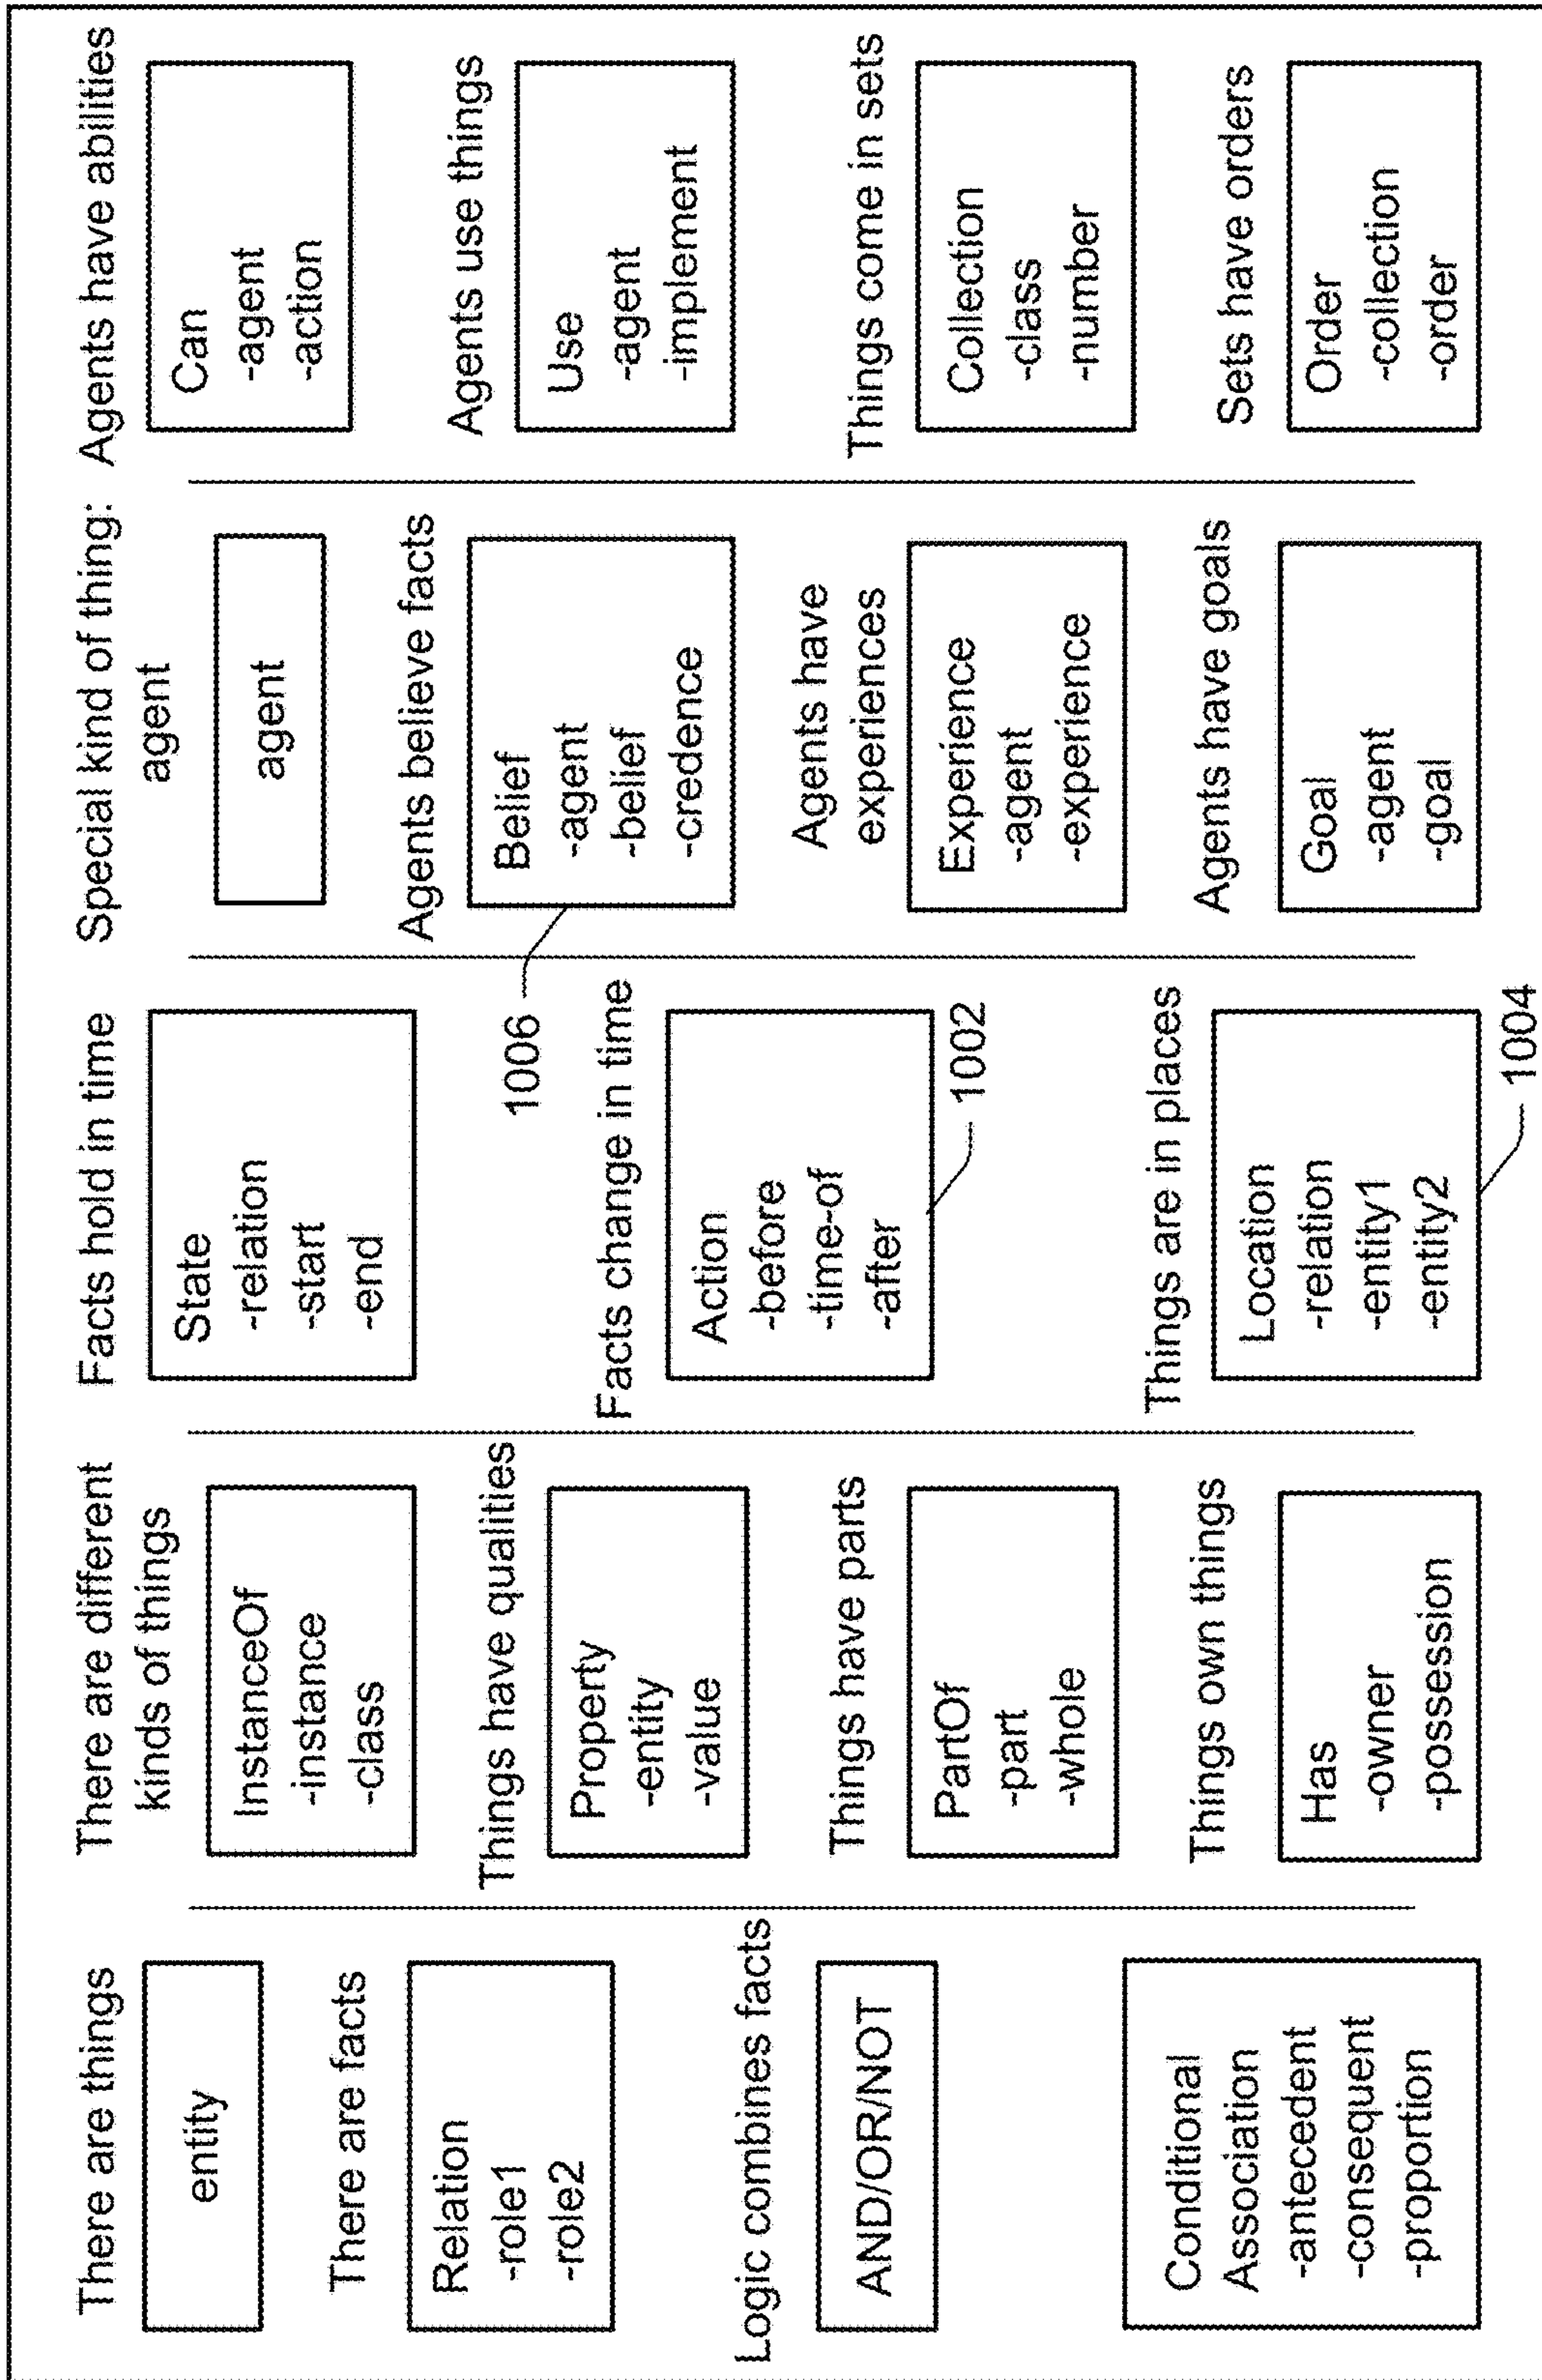 There are things
entity
There are facts
Relation
-role1
-role2
Logic combines facts
AND/OR/NOT
Conditional
Association
-antecedent
-consequent
-proportion
There are different
kinds of things
InstanceOf
-instance
-class
Things have qualities
Property
-entity
-value
Things have parts
PartOf
-part
-whole
Things own things
Has
-owner
-possession
Facts hold in time
State
-relation
-start
-end
1006
Facts change in time
Action
-before
-time-of
-after
1002
Things are in places
Location
-relation
-entity1
-entity2
1004
Special kind of thing:
agent
agent
Agents believe facts
Belief
-agent
-belief
-credence
Agents have
experiences
Experience
-agent
-experience
Agents have goals
Goal
-agent
-goal
Agents have abilities
Can
-agent
-action
Agents use things
Use
-agent
-implement
Things come in sets
Collection
-class
-number
Sets have orders
Order
-collection
-order